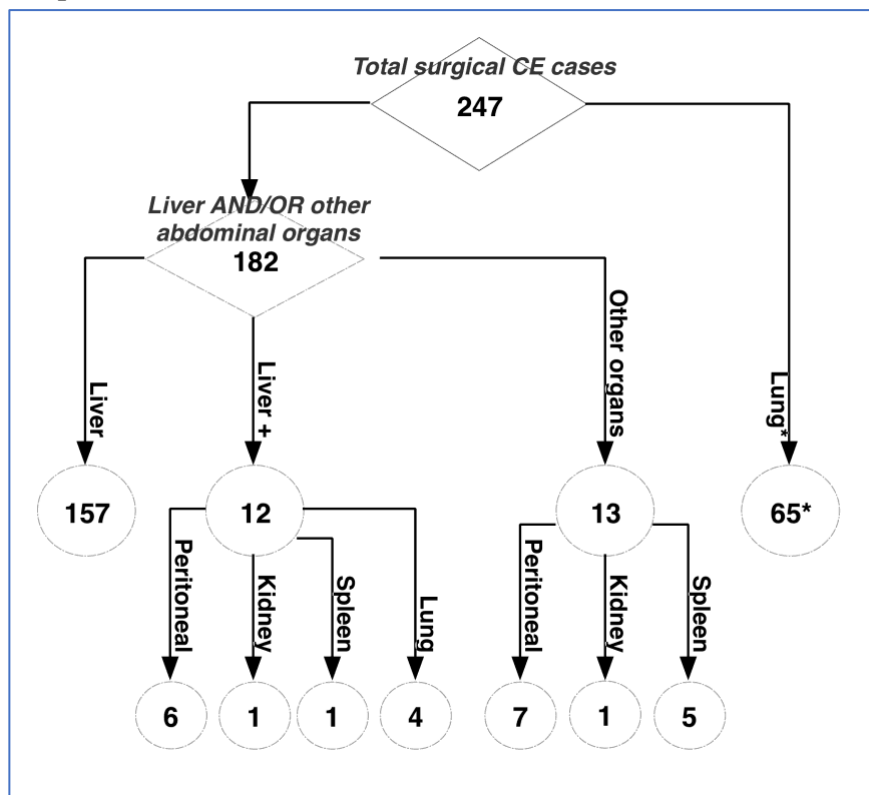 Total surgical CE cases
247
Liver AND/OR other
abdominal organs
182
Liver
Liver +
Other organs
Lung*
157
12
13
65*
Peritoneal
Kidney
Spleen
Lung
Peritoneal
Kidney
Spleen
6
1
1
4
7
1
5